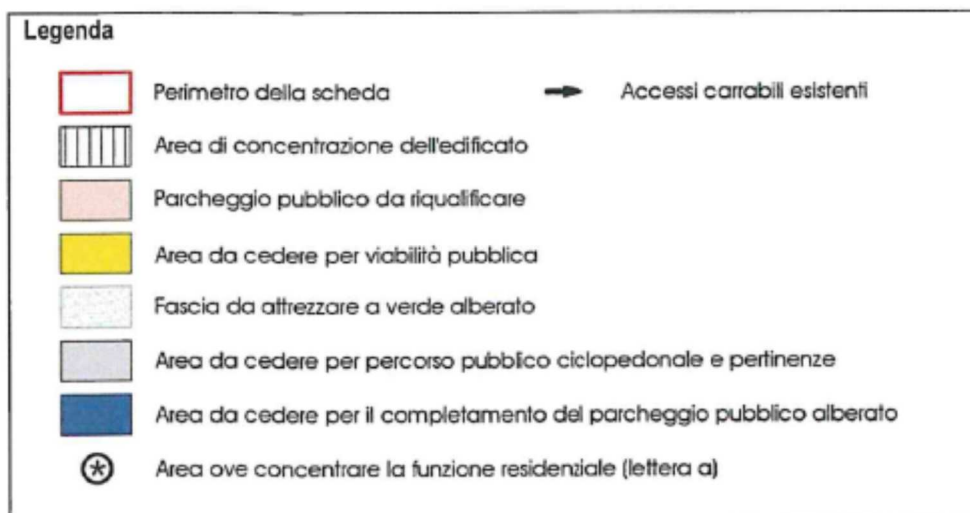 Legenda
Perimetro della scheda
Accessi carrabili esistenti
Area di concentrazione dell'edificato
Parcheggio pubblico da riqualificare
Area da cedere per viabilità pubblica
Fascia da attrezzare a verde alberato
Area da cedere per percorso pubblico ciclopedonale e pertinenze
Area da cedere per il completamento del parcheggio pubblico alberato
Area ove concentrare la funzione residenziale (lettera a)